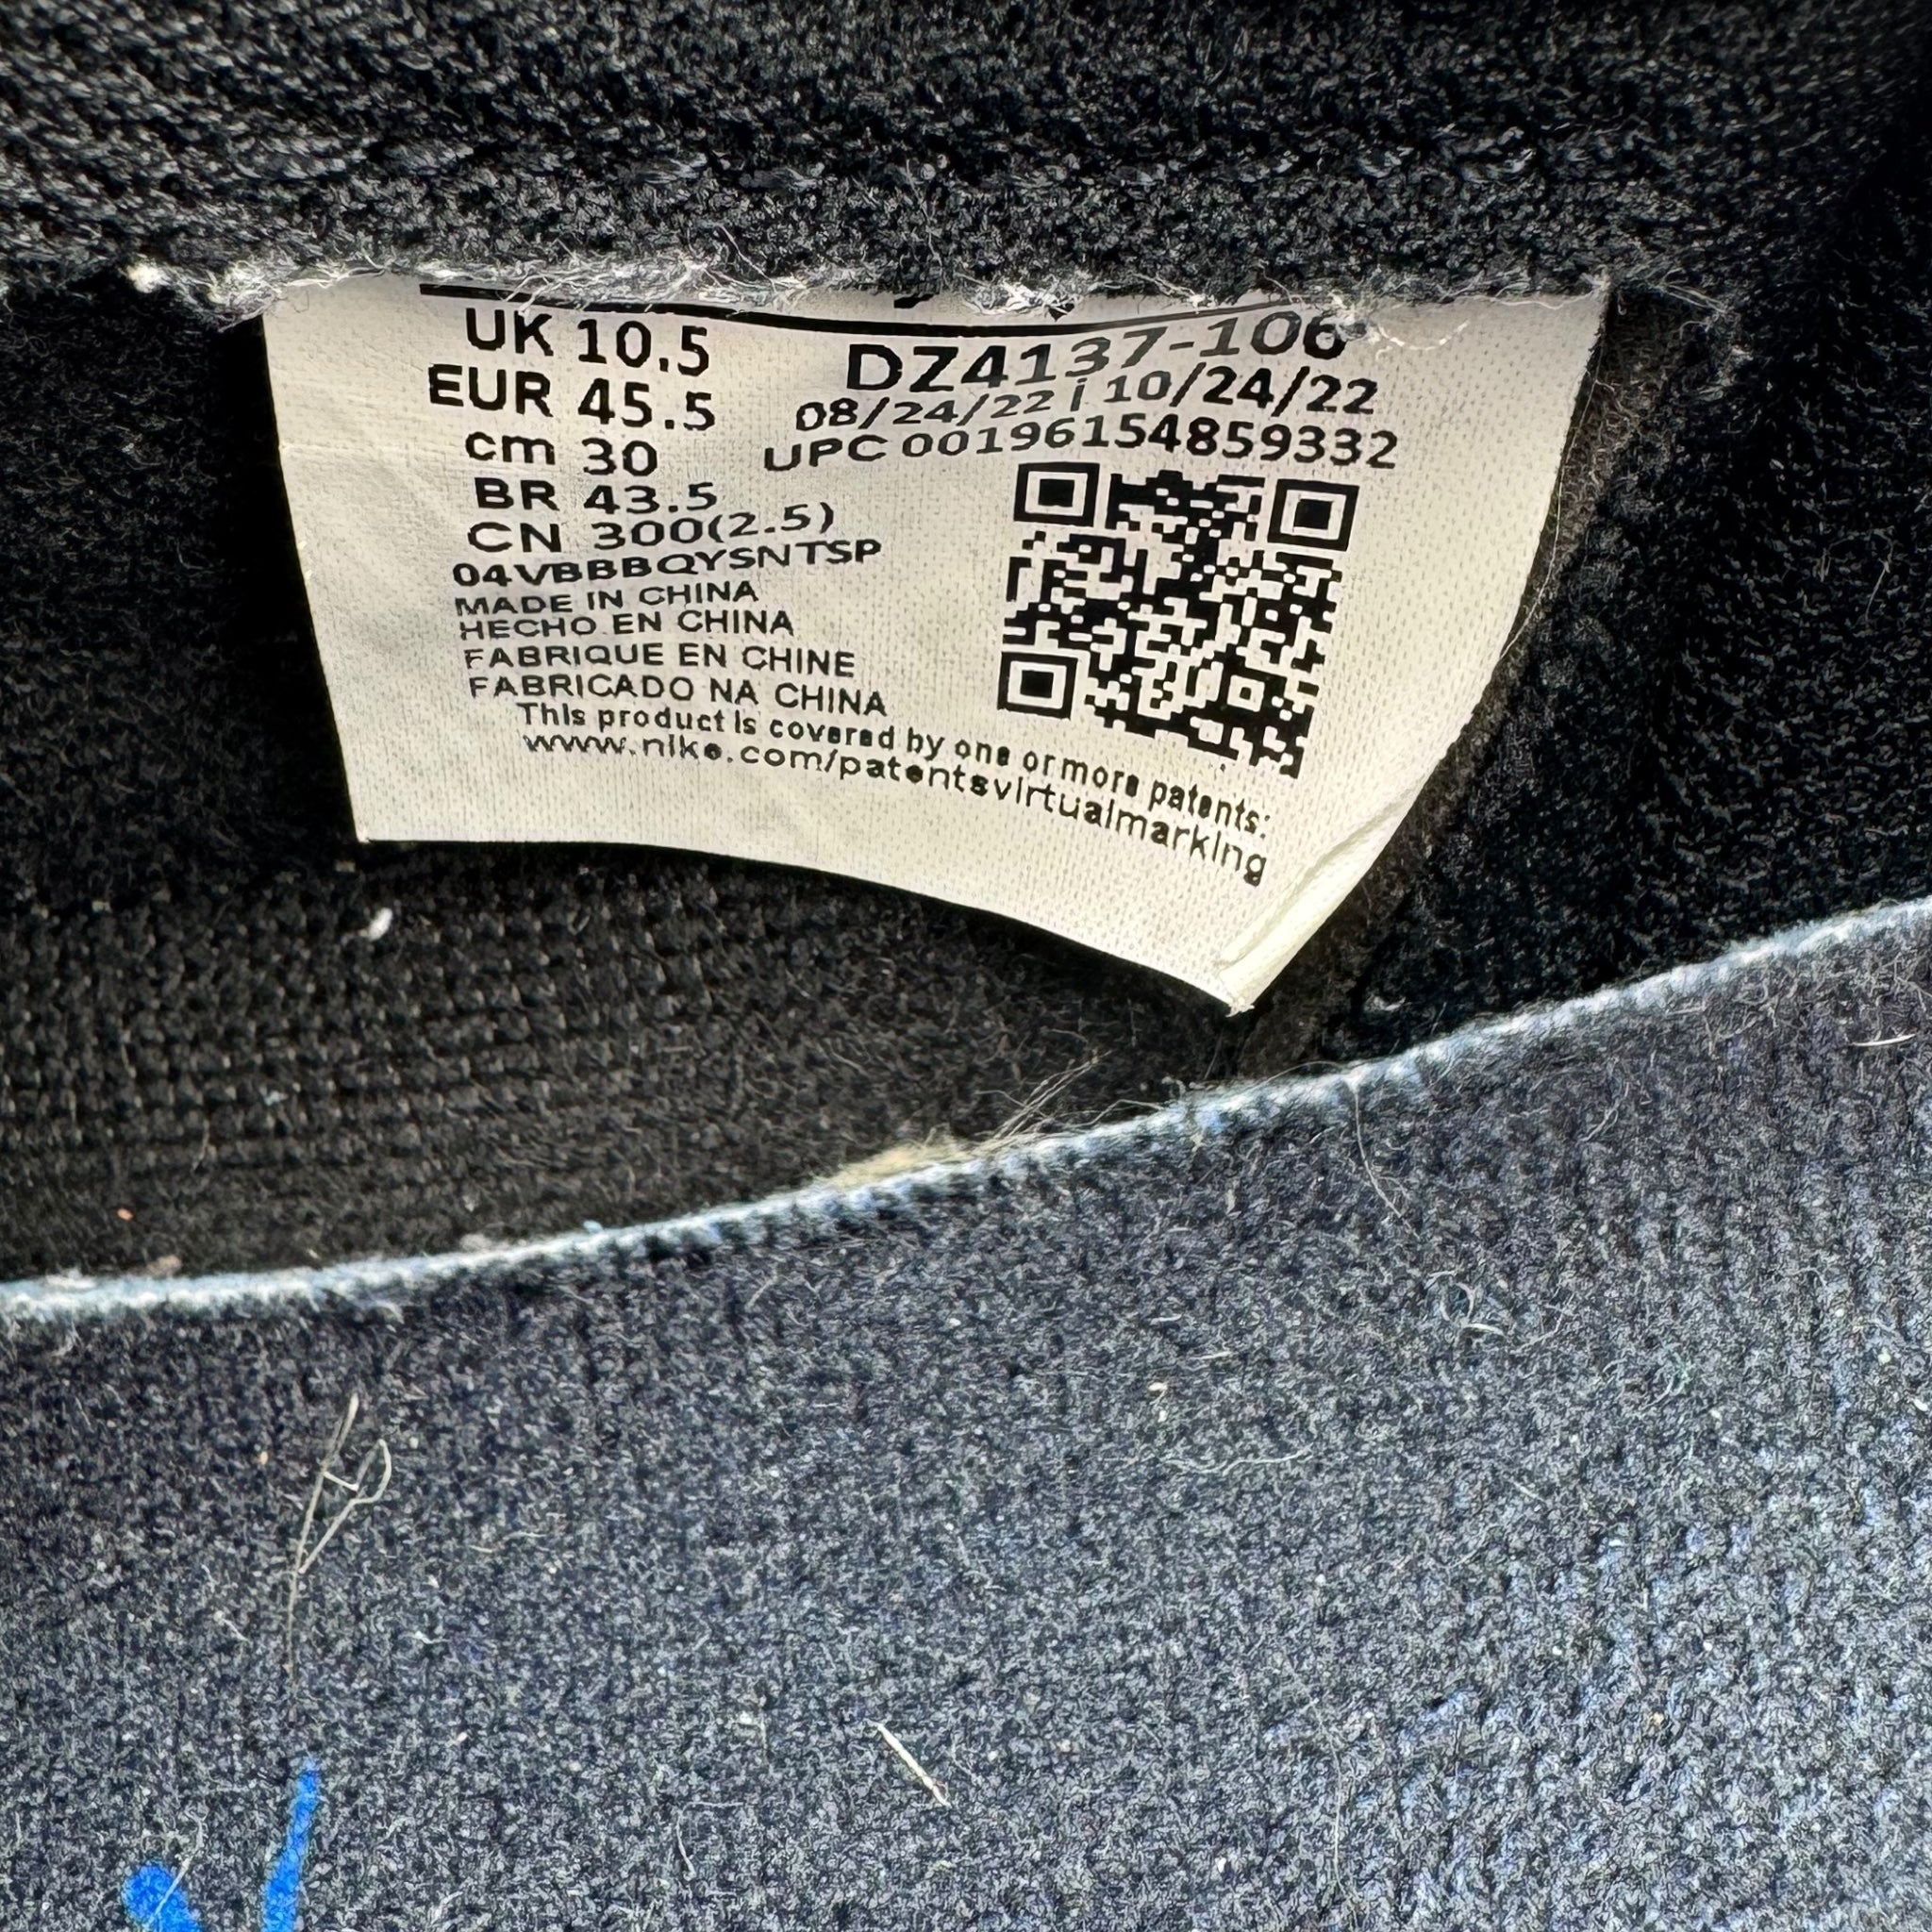 UK 10.5
EUR 45.5
cm 30
BR 43.5
CN 300(2.5)
DZ4137-106
08/24/22 i 10/24/22
UPC 00196154859332
04VBBBQYSNTSP
MADE IN CHINA
HECHO EN CHINA
FABRIQUE EN CHINE
FABRICADO NA CHINA
This product is covered by one or more patents:
www.nike.com/patentsvirtualmarking